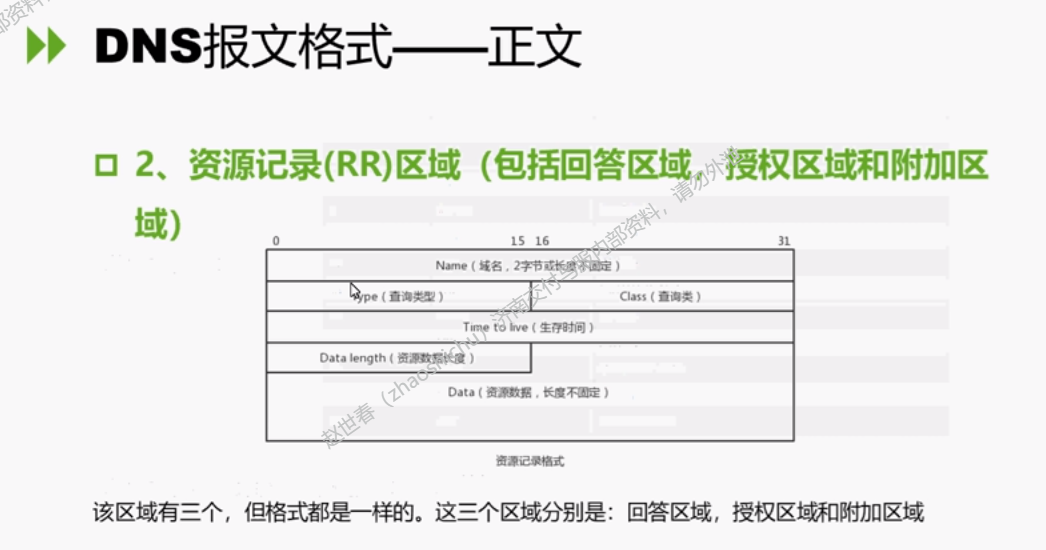 DNS报文格式——正文
2、资源记录(RR)区域（包括回答区域，授权区域和附加区
域）
0 15 16 31
Name（域名，2字节或长度不固定）
Type（查询类型） Class（查询类）
Time to live（生存时间）
Data length（资源数据长度）
Data（资源数据，长度不固定）
资源记录格式
该区域有三个，但格式都是一样的。这三个区域分别是：回答区域，授权区域和附加区域
赵世春（zhaoshichu）济南交付与服内部资料，请勿外泄
部资料